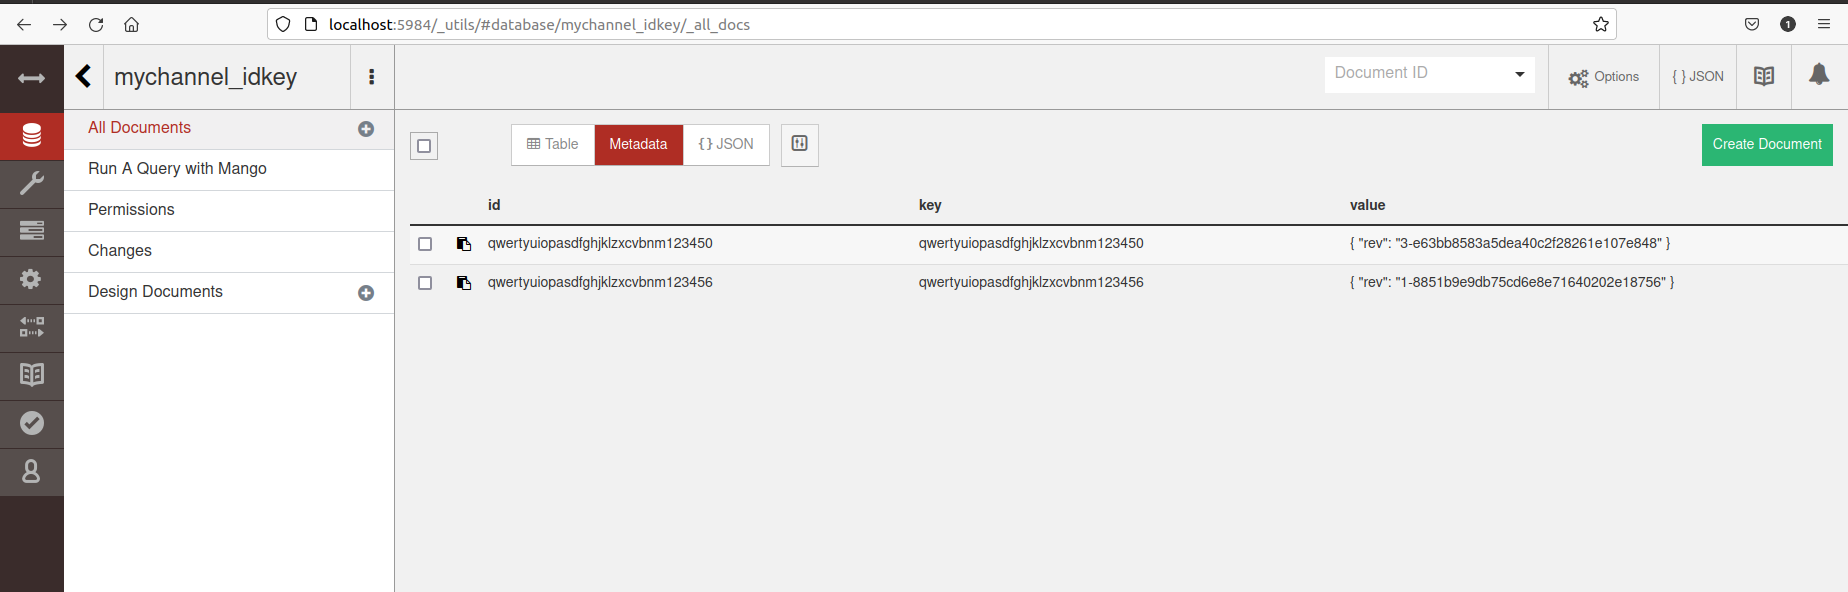 localhost:5984/_utils/#database/mychannel_idkey/_all_docs
1
mychannel_idkey
Document ID
Options
{ } JSON
All Documents
Run A Query with Mango
Permissions
Changes
Design Documents
Table
Metadata
{ } JSON
Create Document
id key value
qwertyuiopasdfghjklzxcvbnm123450 qwertyuiopasdfghjklzxcvbnm123450 { "rev": "3-e63bb8583a5dea40c2f28261e107e848" }
qwertyuiopasdfghjklzxcvbnm123456 qwertyuiopasdfghjklzxcvbnm123456 { "rev": "1-8851b9e9db75cd6e8e71640202e18756" }